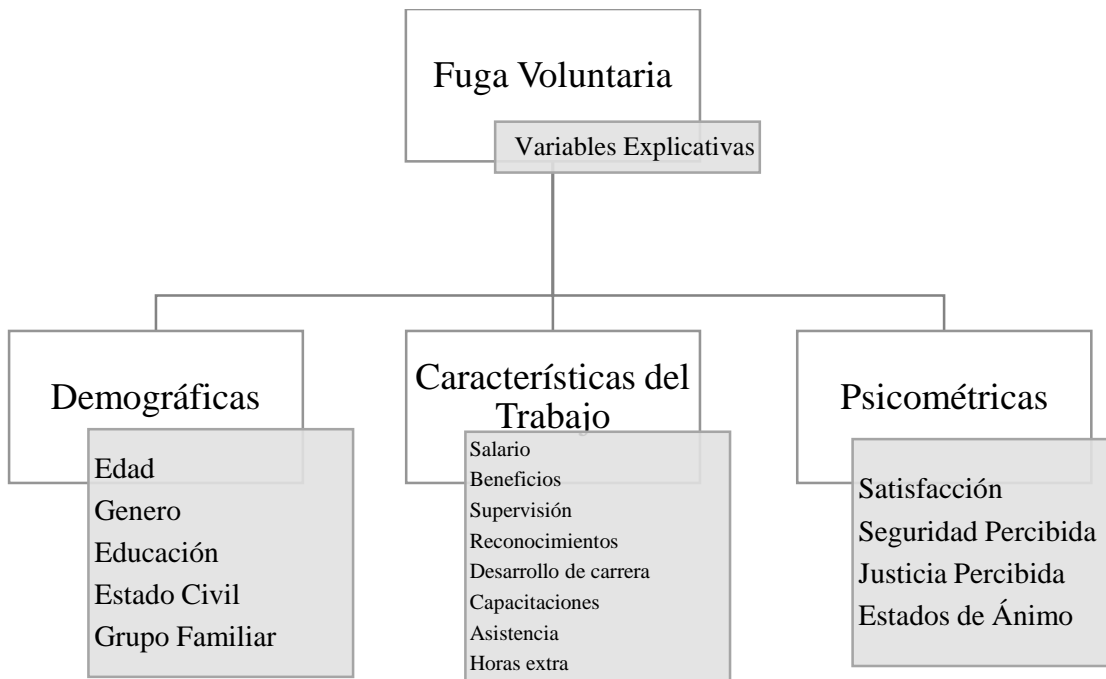 Fuga Voluntaria
Variables Explicativas
Demográficas
Edad
Genero
Educación
Estado Civil
Grupo Familiar
Característícas del
Trabajo
Salario
Beneficios
Supervisión
Reconocimientos
Desarrollo de carrera
Capacitaciones
Asistencia
Horas extra
Psicométricas
Satisfacción
Seguridad Percibida
Justicia Percibida
Estados de Ánimo